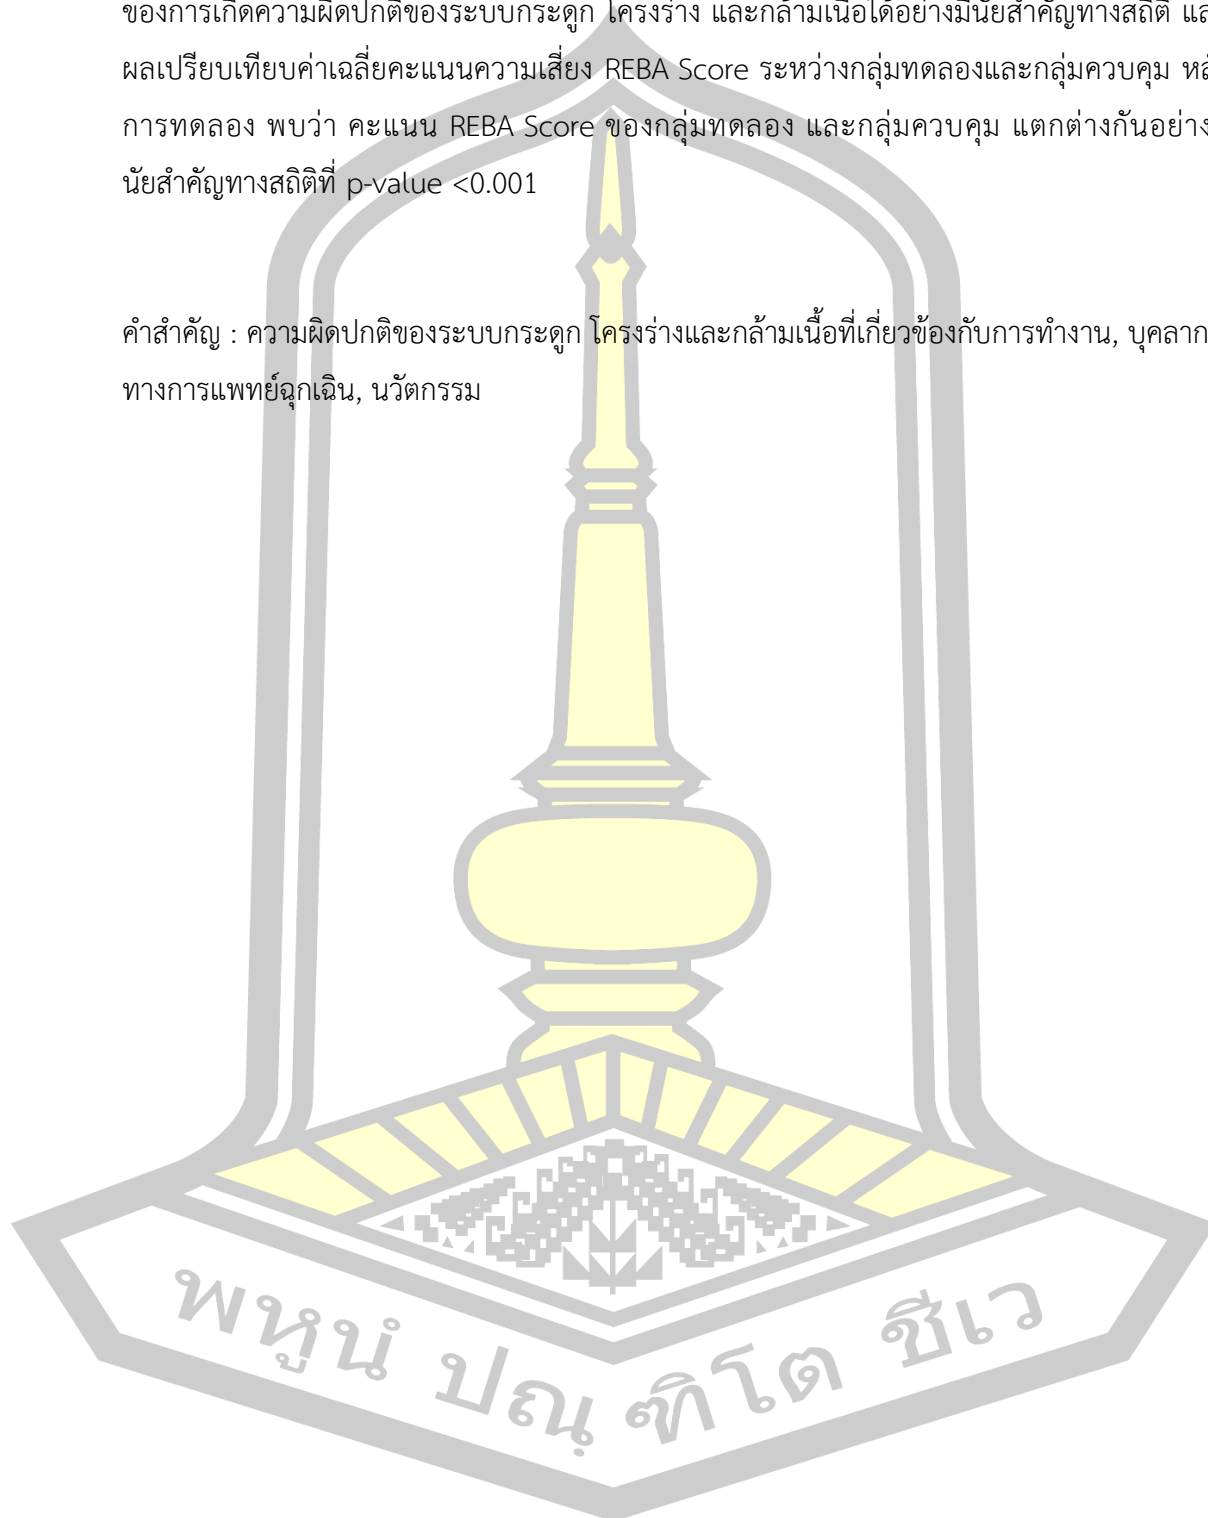 ของการเกิดความผิดปกติของระบบกระดูก โครงร่าง และกล้ามเนื้อได้อย่างมีนัยสำคัญทางสถิติ
ผลเปรียบเทียบค่าเฉลี่ยคะแนนความเสี่ยง REBA Score ระหว่างกลุ่มทดลองและกลุ่มควบคุม
การทดลอง พบว่า คะแนน REBA Score ของกลุ่มทดลอง และกลุ่มควบคุม แตกต่างกันอย่าง
นัยสำคัญทางสถิติที่ p-value <0.001
คำสำคัญ : ความผิดปกติของระบบกระดูก โครงร่างและกล้ามเนื้อที่เกี่ยวข้องกับการทำงาน, บุคลาก
ทางการแพทย์ฉุกเฉิน, นวัตกรรม
พหูนํ ปณฺ ฑิโต ชีเว